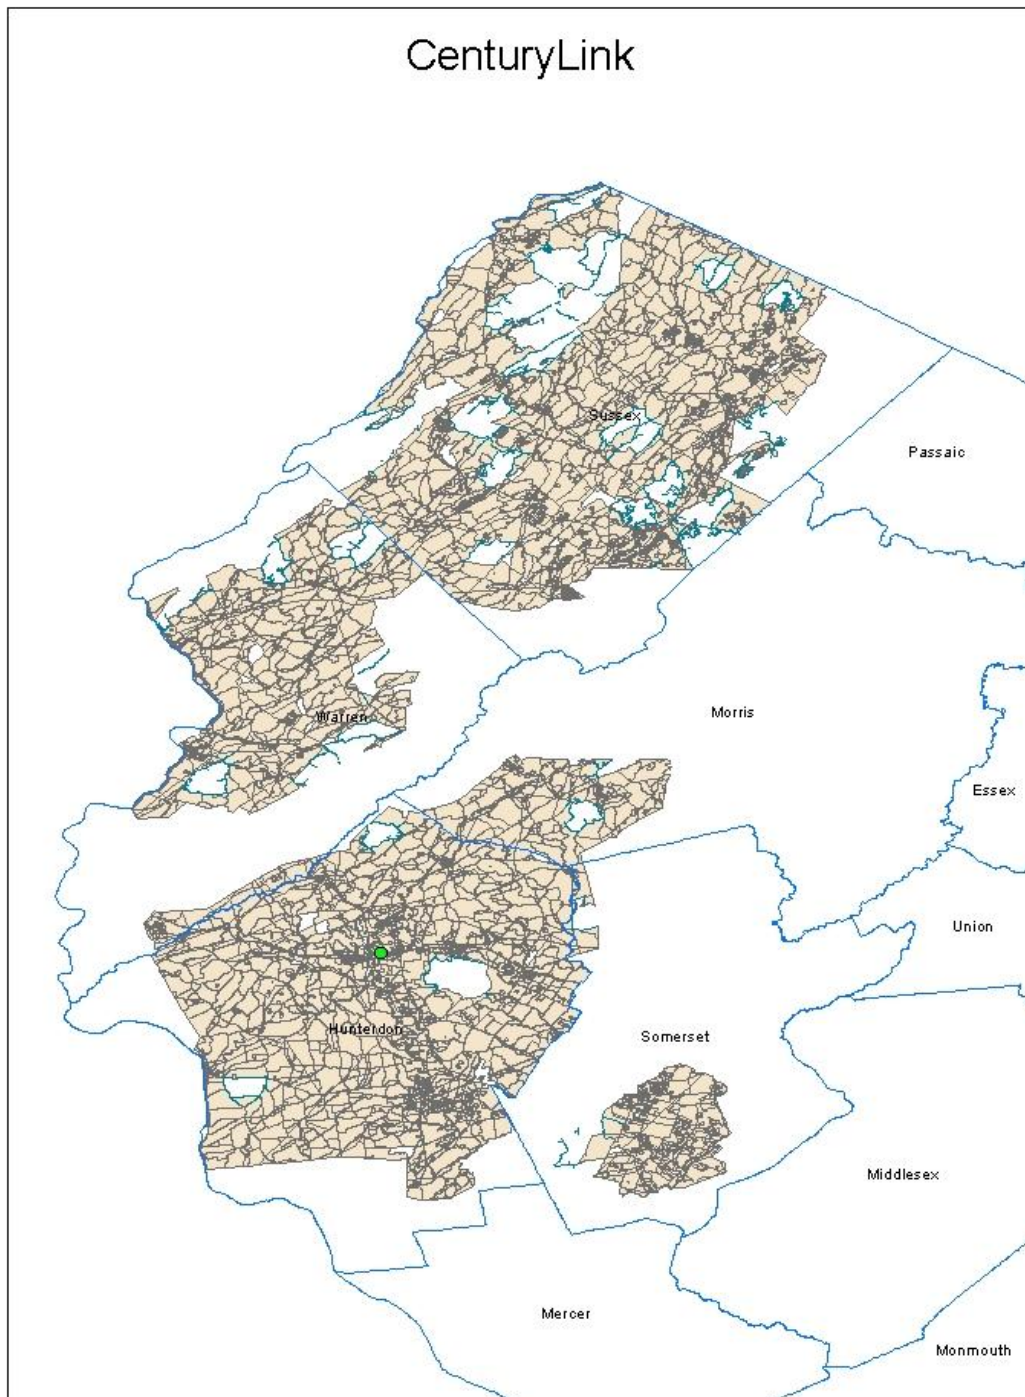 CenturyLink
Sussex
Passaic
Warren
Morris
Essex
Union
Hunterdon
Somerset
Middlesex
Mercer
Monmouth